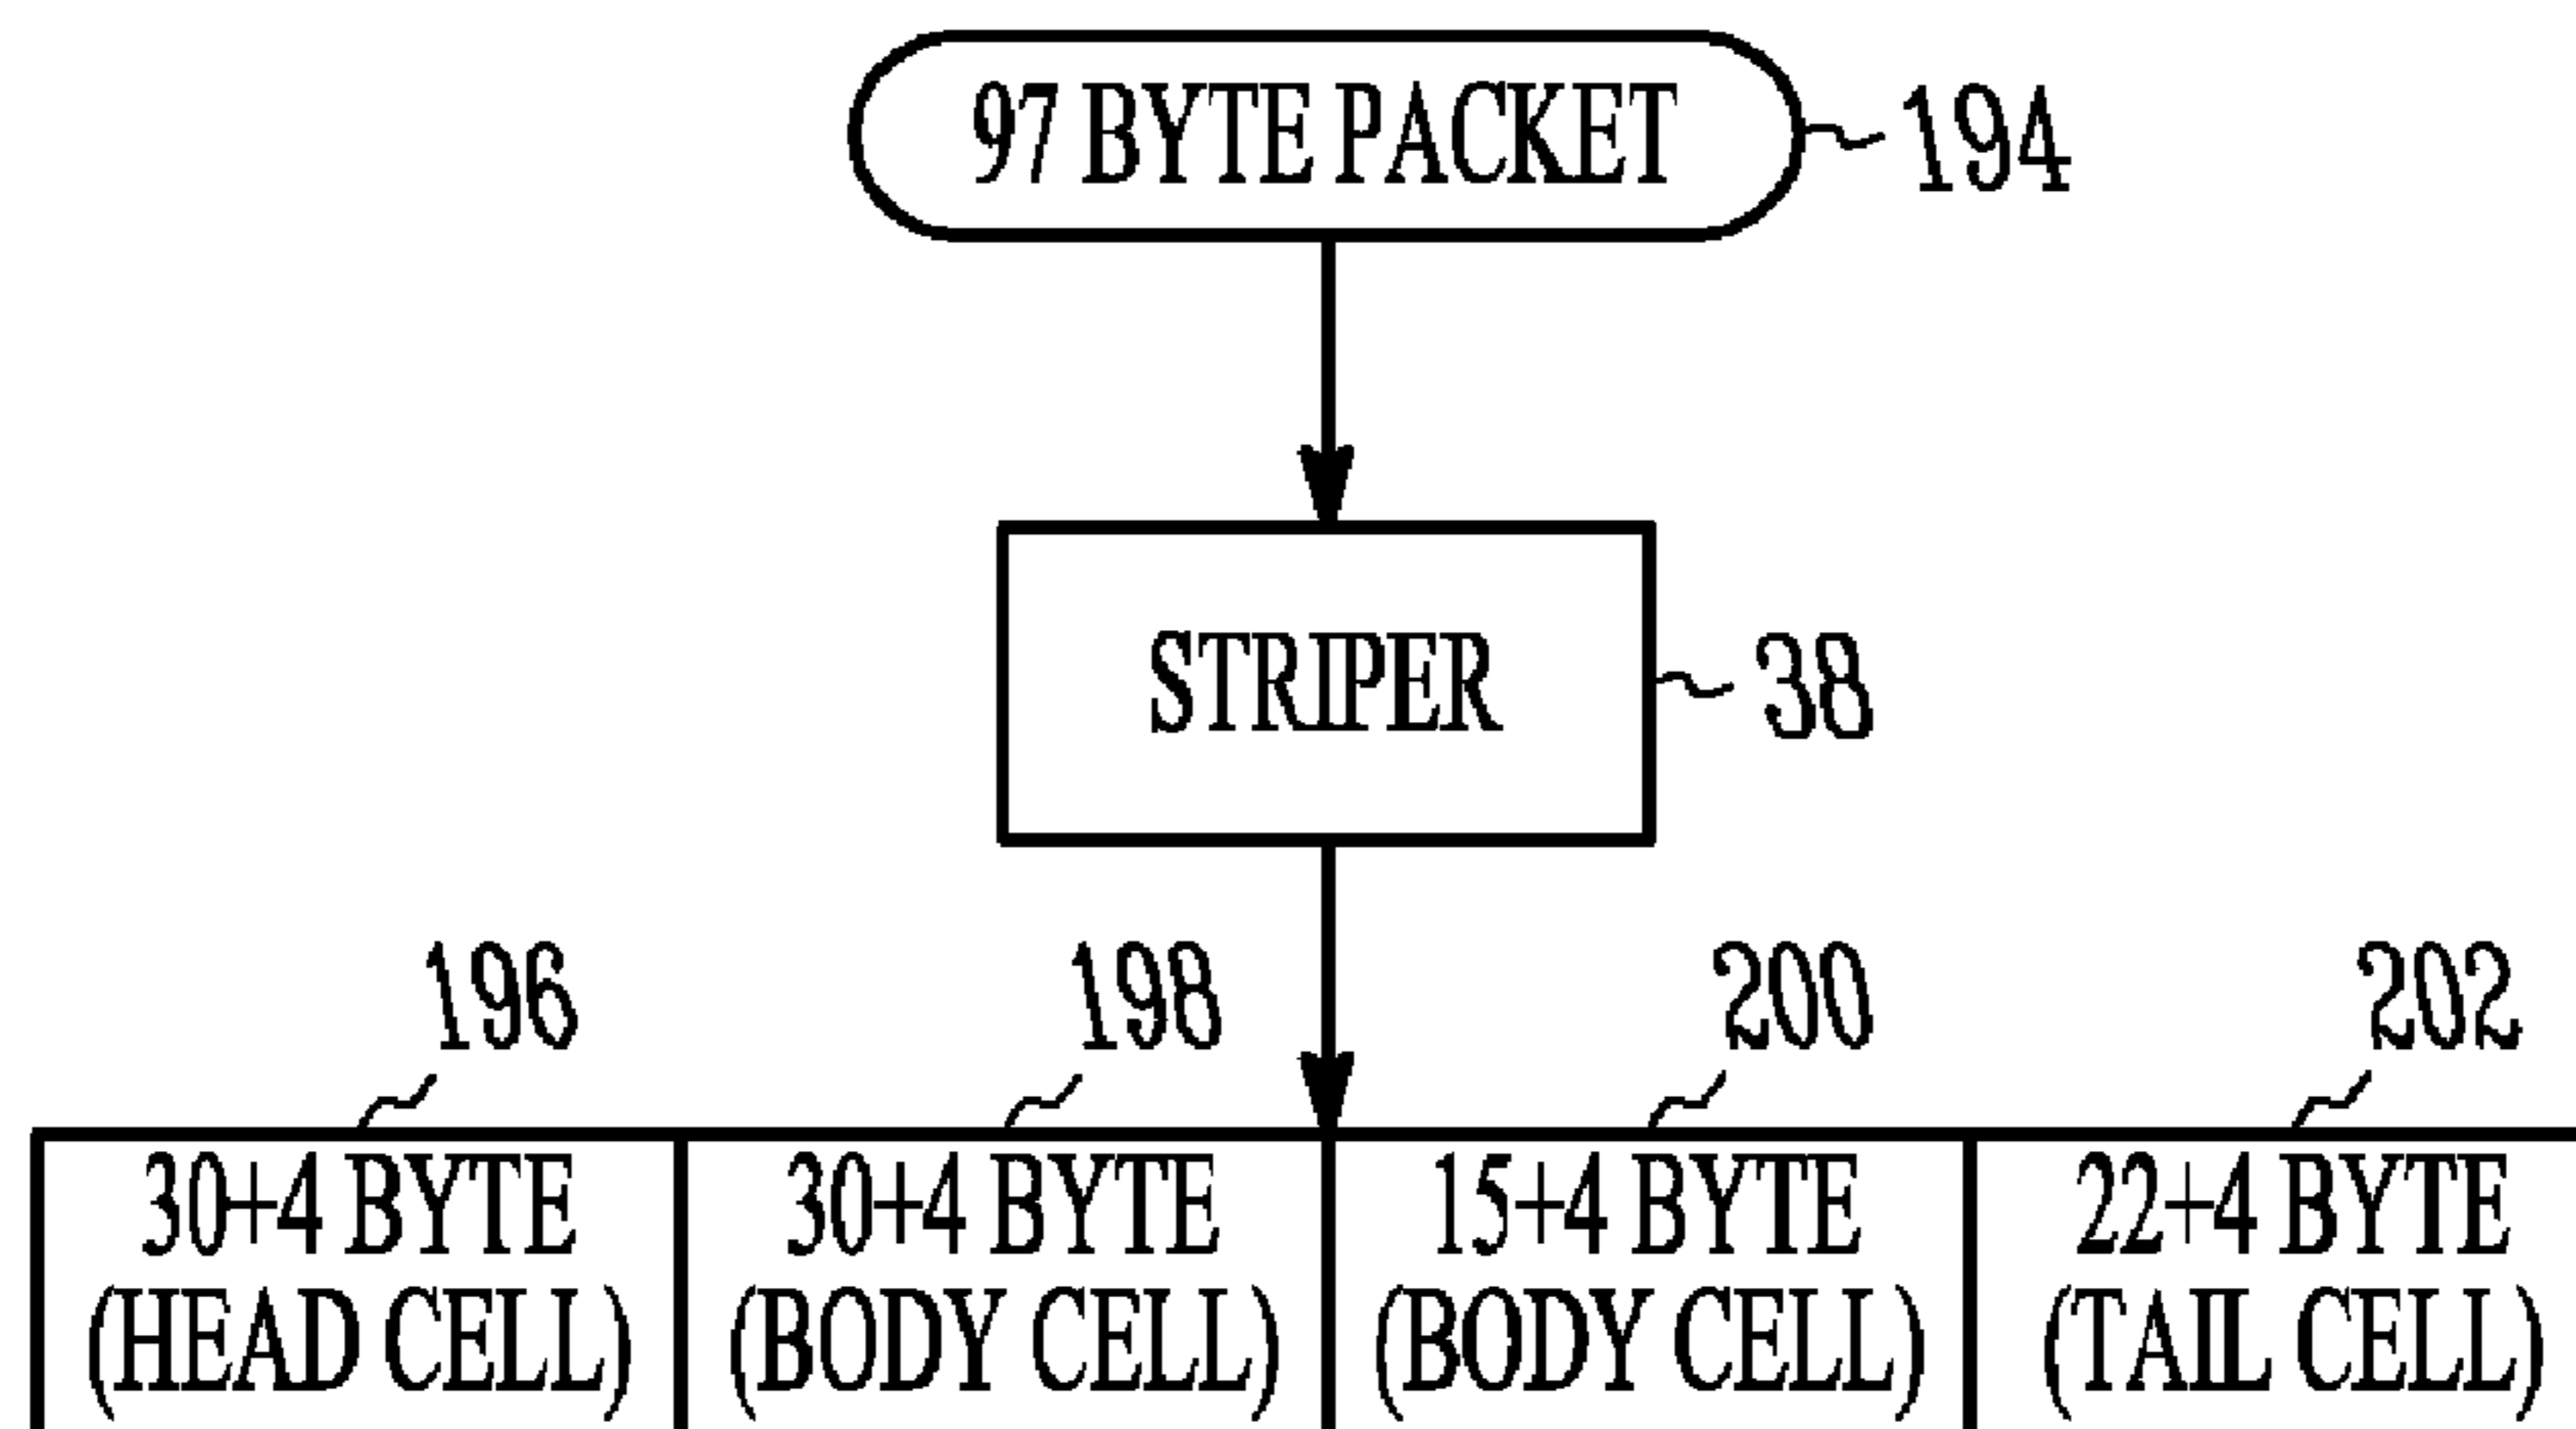 97 BYTE PACKET
194
STRIPER
38
196
198
200
202
30+4 BYTE
(HEAD CELL)
30+4 BYTE
(BODY CELL)
15+4 BYTE
(BODY CELL)
22+4 BYTE
(TAIL CELL)